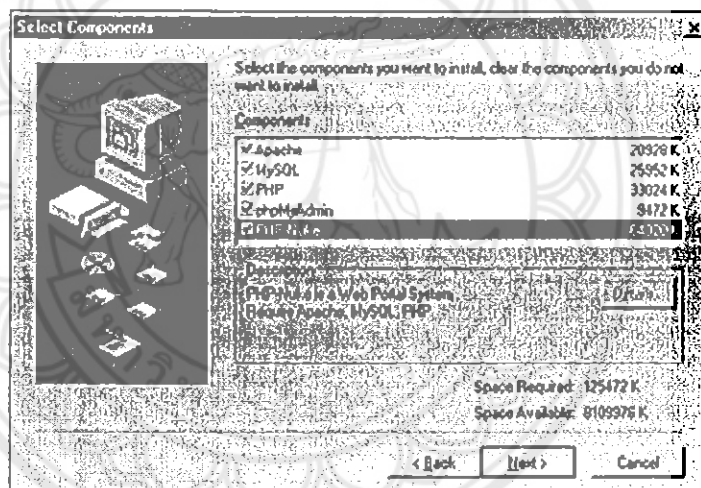 Select Components
Select the components you want to install, clear the components you do not
want to install.
Components
Apache 20928 K
MySQL 25952 K
PHP 33024 K
phpMyAdmin 9472 K
PHP-Nuke
Description
PHP-Nuke is a Web Portal System
Require Apache, MySQL, PHP
Space Required: 125472 K
Space Available: 8109976 K
< Back Next > Cancel